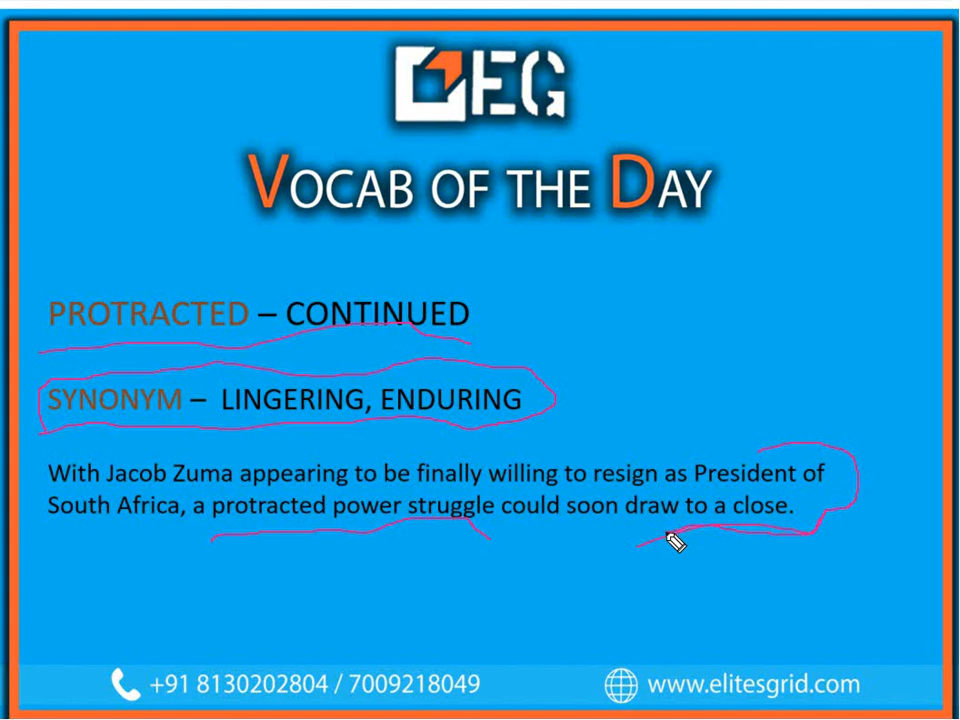 EG
VOCAB OF THE DAY
PROTRACTED – CONTINUED
SYNONYM – LINGERING, ENDURING
With Jacob Zuma appearing to be finally willing to resign as President of
South Africa, a protracted power struggle could soon draw to a close.
+91 8130202804 / 7009218049
www.elitesgrid.com